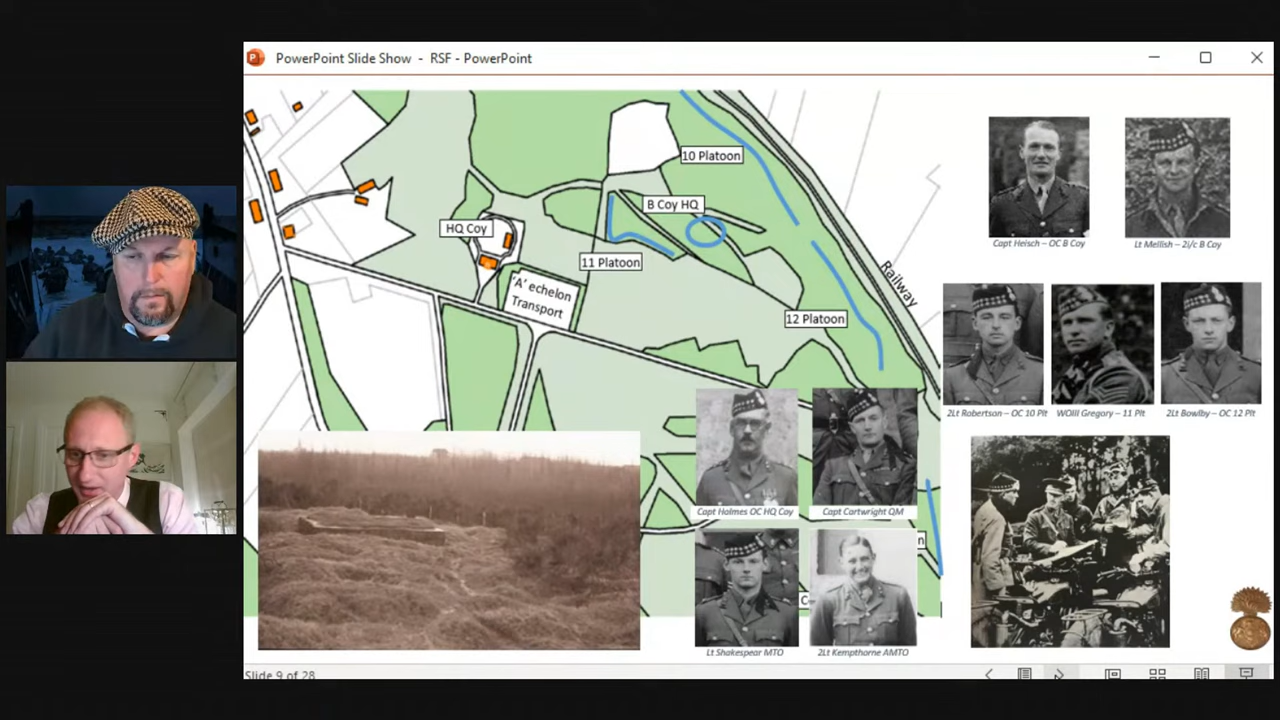 PowerPoint Slide Show - RSF - PowerPoint
10 Platoon
B Coy HQ
HQ Coy
11 Platoon
'A' echelon
Transport
12 Platoon
Railway
Capt Heisch – OC B Coy
Lt Mellish – 2i/c B Coy
2Lt Robertson – OC 10 Plt
WOIII Gregory – 11 Plt
2Lt Bowlby – OC 12 Plt
Capt Holmes OC HQ Coy
Capt Cartwright QM
Lt Shakespear MTO
2Lt Kempthorne AMTO
Slide 9 of 28